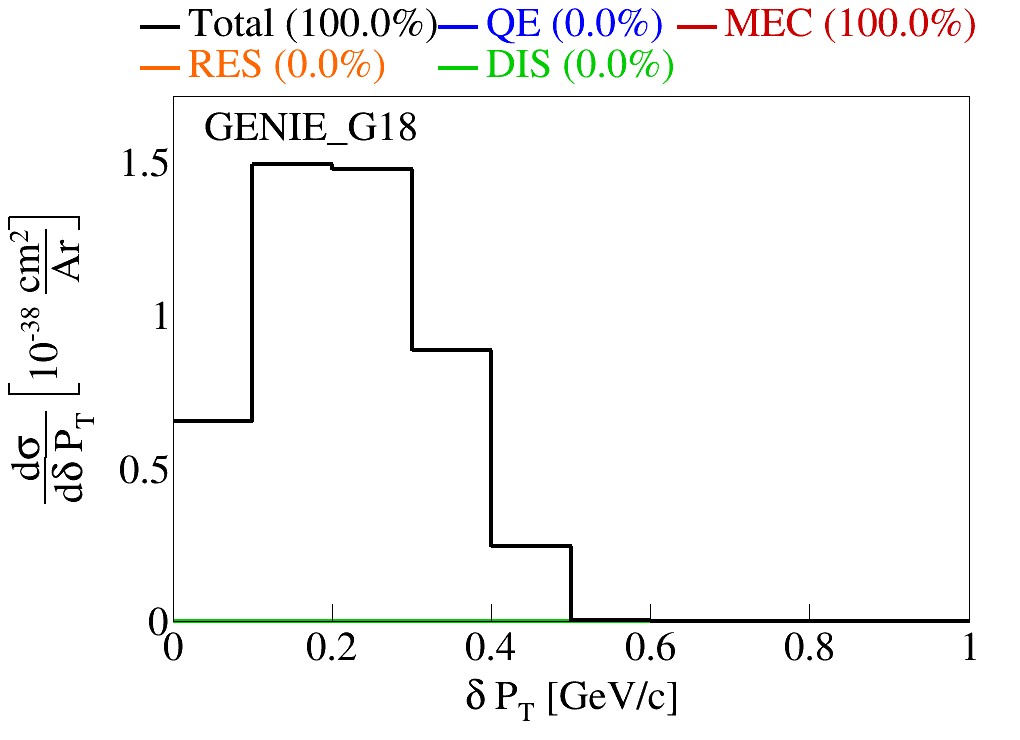 Total (100.0%) QE (0.0%) MEC (100.0%)
RES (0.0%) DIS (0.0%)
GENIE_G18
1.5
1
0.5
0
dσ/dδ P_T [10^-38 cm^2/Ar]
0 0.2 0.4 0.6 0.8 1
δ P_T [GeV/c]